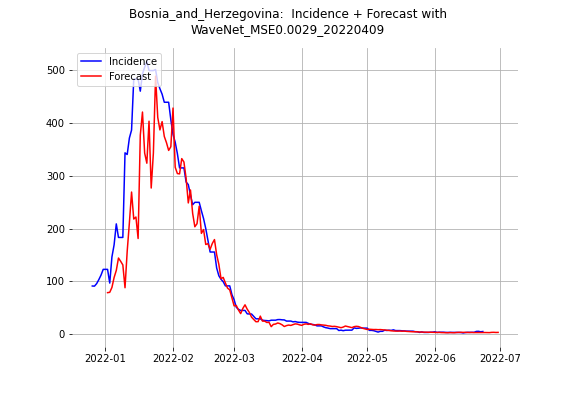 Bosnia_and_Herzegovina:  Incidence + Forecast with
WaveNet_MSE0.0029_20220409
Incidence
Forecast
500
400
300
200
100
0
2022-01 2022-02 2022-03 2022-04 2022-05 2022-06 2022-07